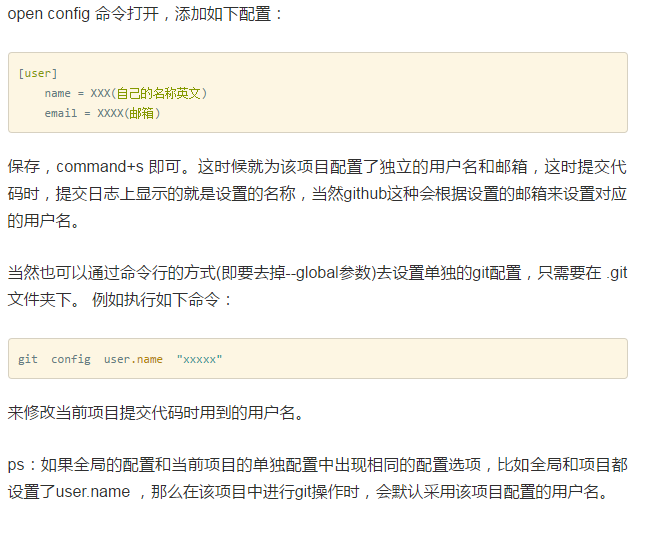 open config 命令打开，添加如下配置：
[user]
    name = XXX(自己的名称英文)
    email = XXXX(邮箱)
保存，command+s 即可。这时候就为该项目配置了独立的用户名和邮箱，这时提交代
码时，提交日志上显示的就是设置的名称，当然github这种会根据设置的邮箱来设置对应
的用户名。
当然也可以通过命令行的方式(即要去掉--global参数)去设置单独的git配置，只需要在 .git
文件夹下。 例如执行如下命令：
git  config  user.name  "xxxxx"
来修改当前项目提交代码时用到的用户名。
ps：如果全局的配置和当前项目的单独配置中出现相同的配置选项，比如全局和项目都
设置了user.name ，那么在该项目中进行git操作时，会默认采用该项目配置的用户名。